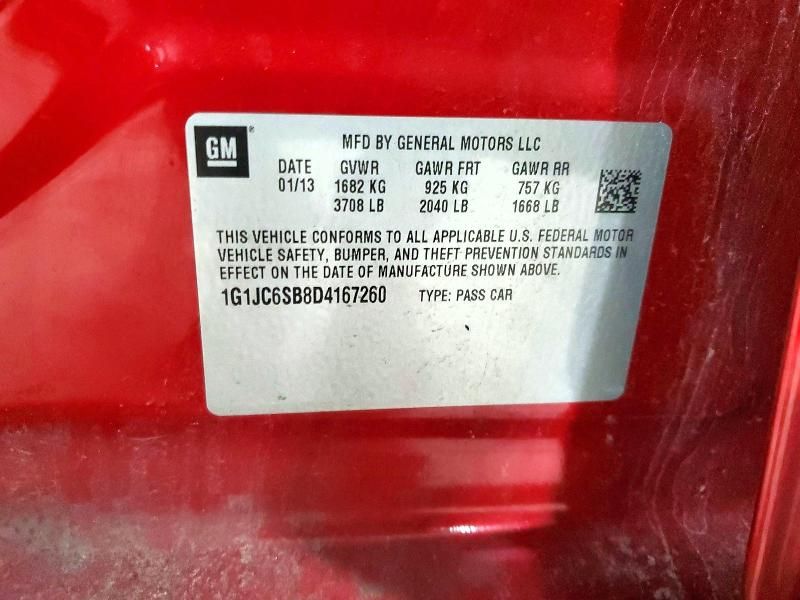 GM®
MFD BY GENERAL MOTORS LLC
DATE GVWR GAWR FRT GAWR RR
01/13 1682 KG 925 KG 757 KG
3708 LB 2040 LB 1668 LB
THIS VEHICLE CONFORMS TO ALL APPLICABLE U.S. FEDERAL MOTOR
VEHICLE SAFETY, BUMPER, AND THEFT PREVENTION STANDARDS IN
EFFECT ON THE DATE OF MANUFACTURE SHOWN ABOVE.
1G1JC6SB8D4167260 TYPE: PASS CAR